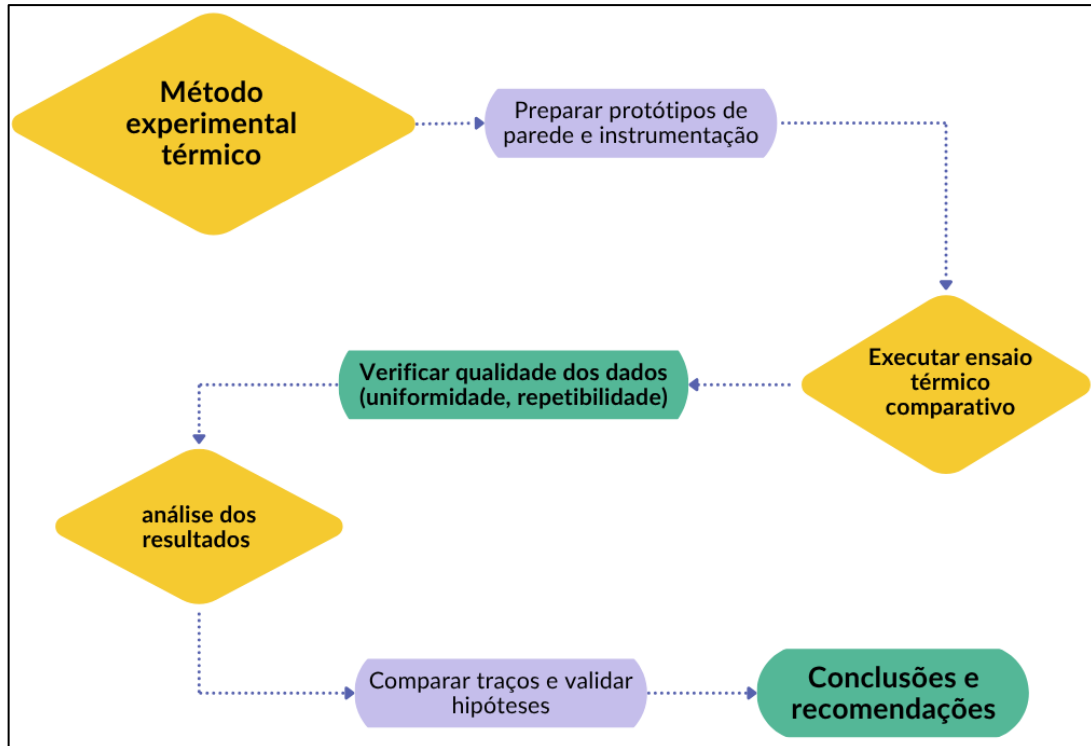 Método
experimental
térmico
Preparar protótipos de
parede e instrumentação
Executar ensaio
térmico
comparativo
Verificar qualidade dos dados
(uniformidade, repetibilidade)
análise dos
resultados
Comparar traços e validar
hipóteses
Conclusões e
recomendações